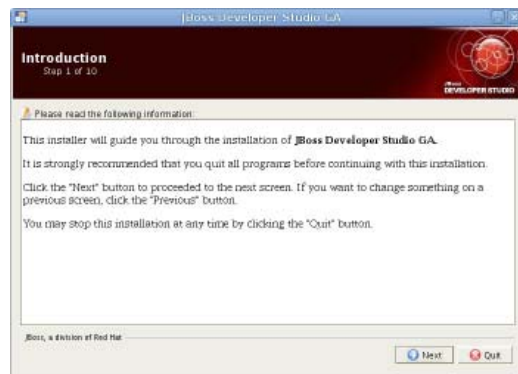 JBoss Developer Studio GA
Introduction
Step 1 of 10
JBoss
DEVELOPER STUDIO
Please read the following information:
This installer will guide you through the installation of JBoss Developer Studio GA.
It is strongly recommended that you quit all programs before continuing with this installation.
Click the "Next" button to proceeded to the next screen. If you want to change something on a
previous screen, click the "Previous" button.
You may stop this installation at any time by clicking the "Quit" button.
JBoss, a division of Red Hat
Next
Quit